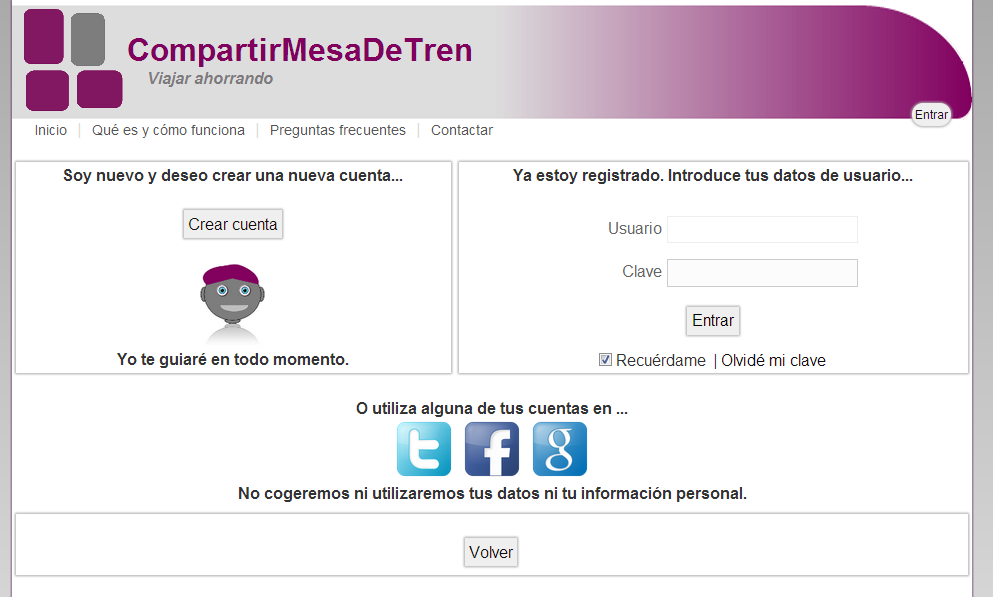 CompartirMesaDeTren
Viajar ahorrando
Entrar
Inicio | Qué es y cómo funciona | Preguntas frecuentes | Contactar
Soy nuevo y deseo crear una nueva cuenta...
Crear cuenta
Yo te guiaré en todo momento.
Ya estoy registrado. Introduce tus datos de usuario...
Usuario
Clave
Entrar
Recuérdame | Olvidé mi clave
O utiliza alguna de tus cuentas en ...
t f g
No cogeremos ni utilizaremos tus datos ni tu información personal.
Volver